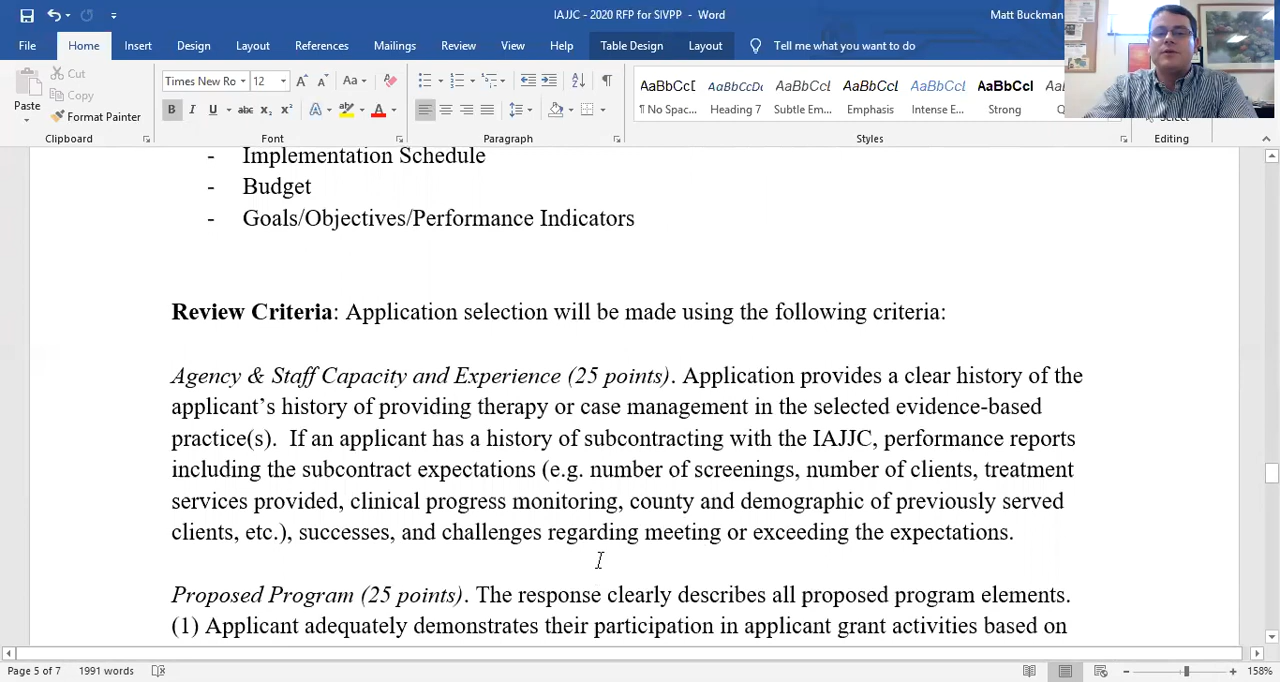 IAJJC - 2020 RFP for SIVPP - Word
Matt Buckman
File Home Insert Design Layout References Mailings Review View Help Table Design Layout Tell me what you want to do
Paste
Cut
Copy
Format Painter
Clipboard
Times New Ro 12
B I U abc x₂ x²
Font
Paragraph
AaBbCcD AaBbCcDc AaBbCcD AaBbCcD AaBbCcD AaBbCcl
¶ No Spac... Heading 7 Subtle Em... Emphasis Intense E... Strong
Styles
Select
Editing
- Implementation Schedule
- Budget
- Goals/Objectives/Performance Indicators
Review Criteria: Application selection will be made using the following criteria:
Agency & Staff Capacity and Experience (25 points). Application provides a clear history of the
applicant’s history of providing therapy or case management in the selected evidence-based
practice(s).  If an applicant has a history of subcontracting with the IAJJC, performance reports
including the subcontract expectations (e.g. number of screenings, number of clients, treatment
services provided, clinical progress monitoring, county and demographic of previously served
clients, etc.), successes, and challenges regarding meeting or exceeding the expectations.
Proposed Program (25 points). The response clearly describes all proposed program elements.
(1) Applicant adequately demonstrates their participation in applicant grant activities based on
Page 5 of 7 1991 words 158%